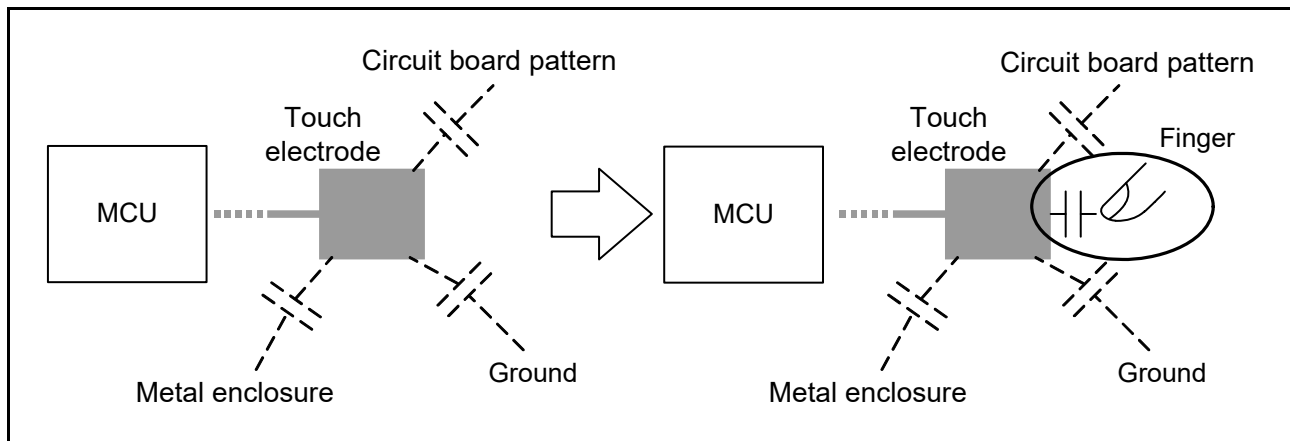 Circuit board pattern
Touch
electrode
MCU
Metal enclosure
Ground
Circuit board pattern
Touch
electrode
Finger
MCU
Metal enclosure
Ground